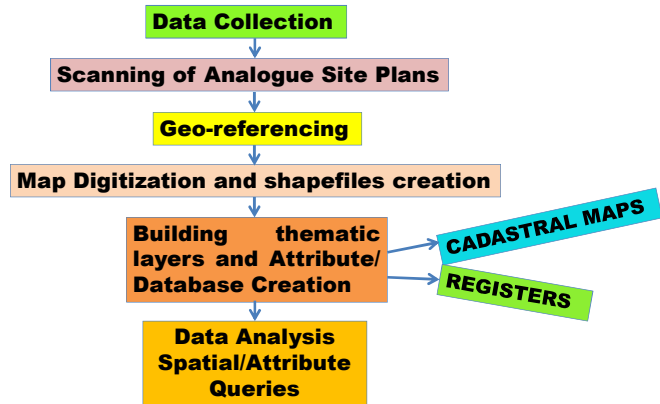 Data Collection
Scanning of Analogue Site Plans
Geo-referencing
Map Digitization and shapefiles creation
Building thematic
layers and Attribute/
Database Creation
CADASTRAL MAPS
REGISTERS
Data Analysis
Spatial/Attribute
Queries